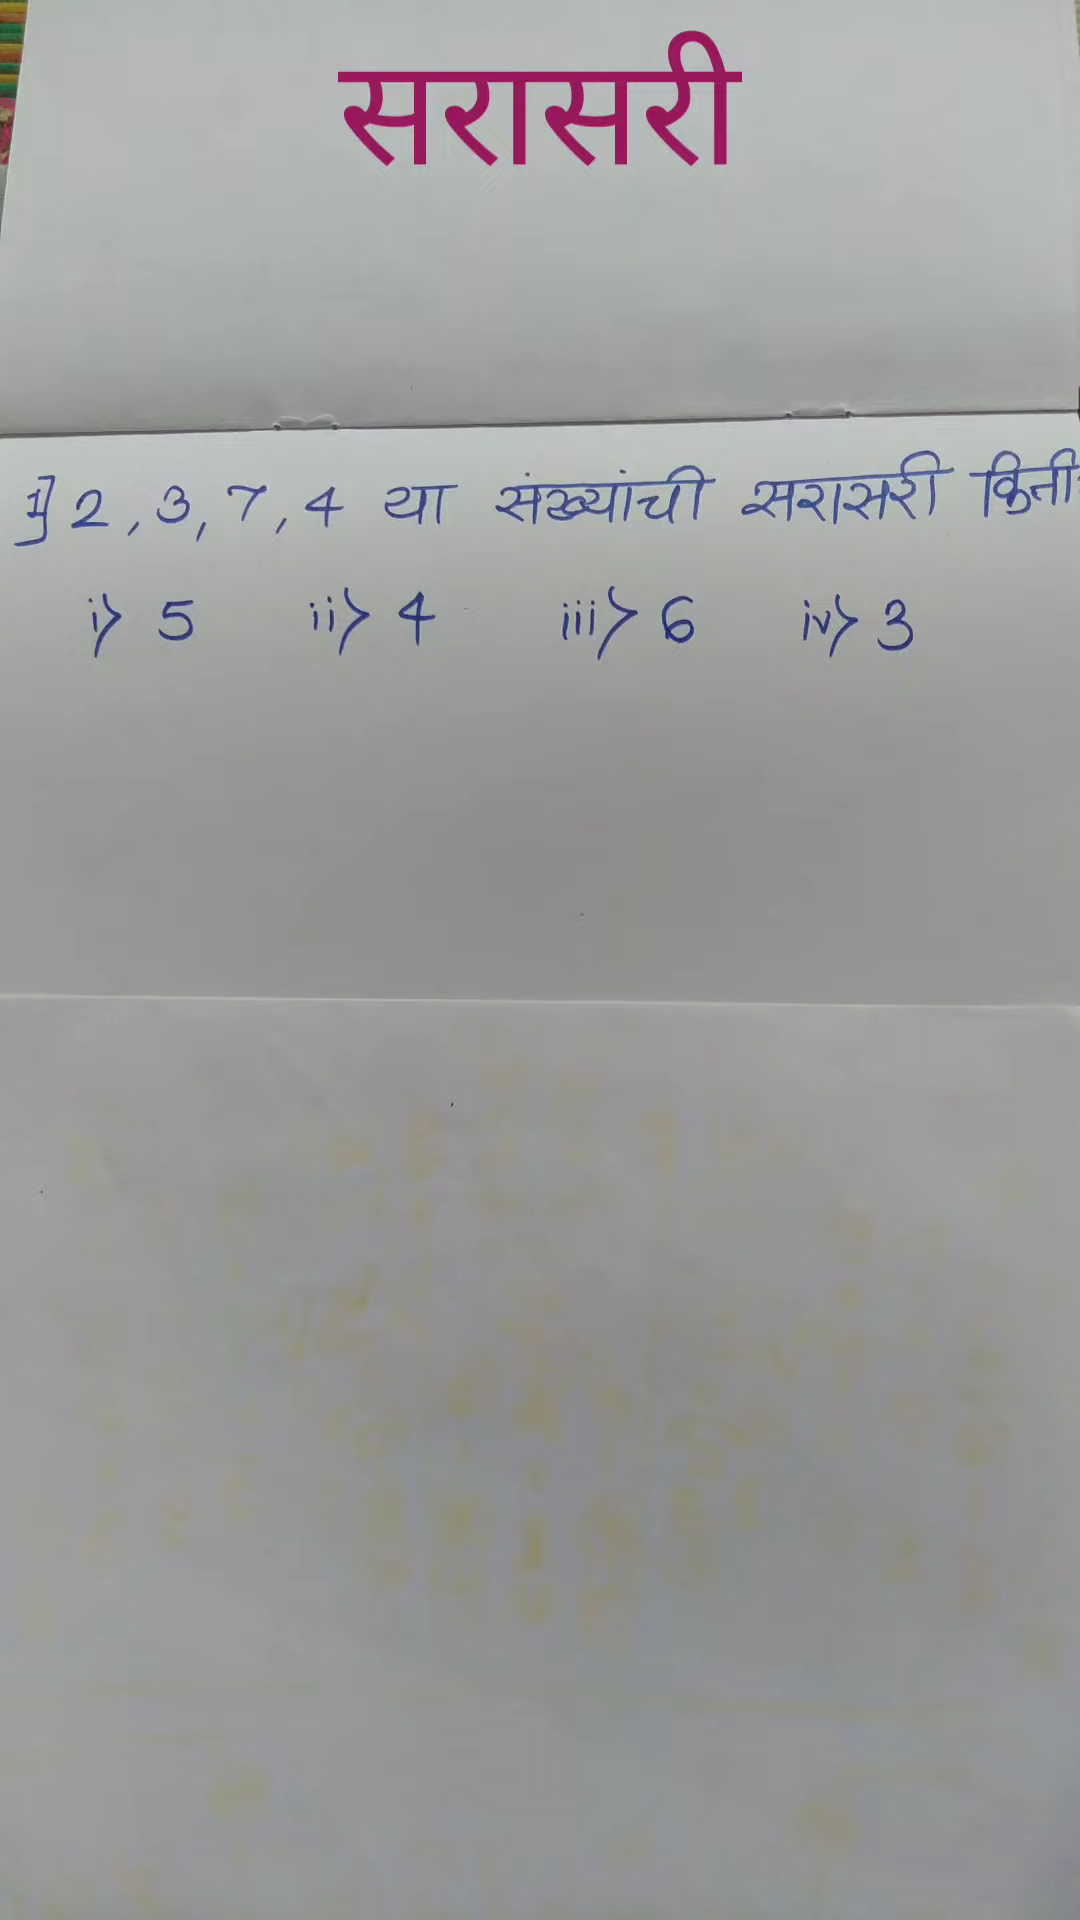 सरासरी
1] 2, 3, 7, 4 या संख्यांची सरासरी किती
i> 5 ii> 4 iii> 6 iv> 3